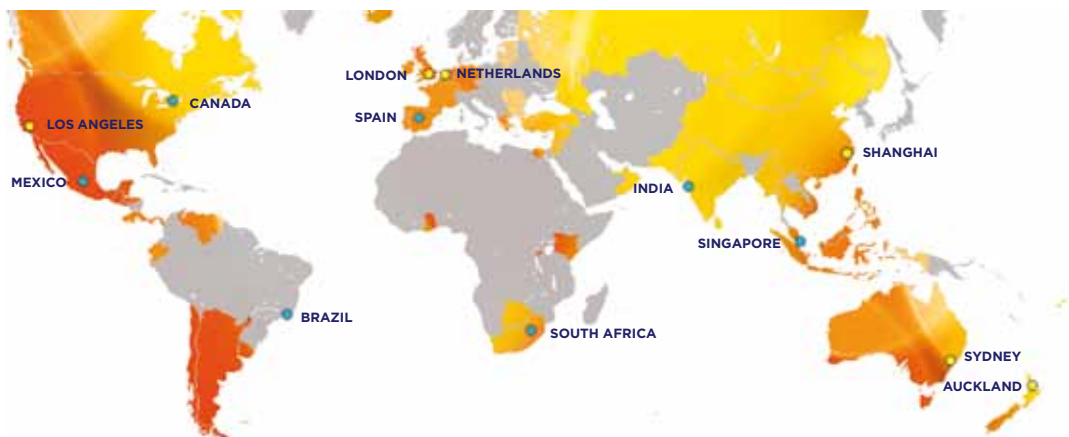 LONDON
NETHERLANDS
CANADA
SPAIN
LOS ANGELES
SHANGHAI
MEXICO
INDIA
SINGAPORE
BRAZIL
SOUTH AFRICA
SYDNEY
AUCKLAND